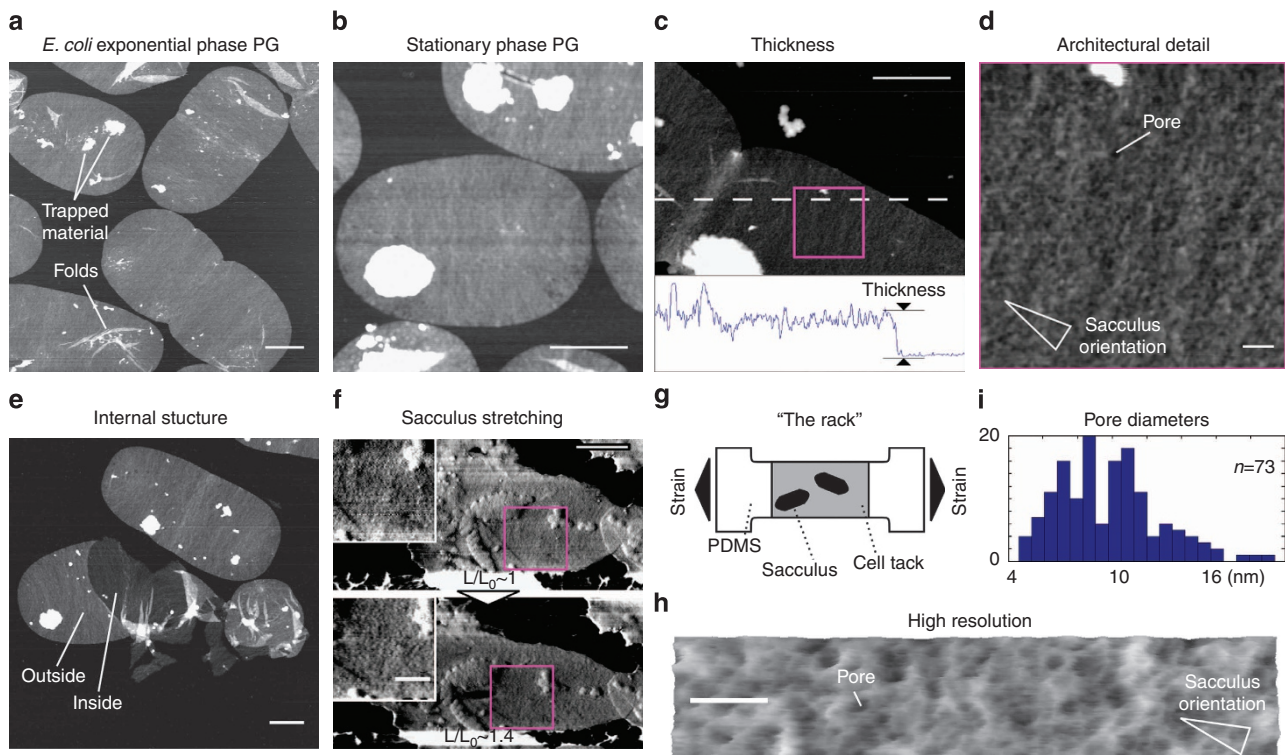 a
E. coli exponential phase PG
Trapped
material
Folds
b
Stationary phase PG
c
Thickness
Thickness
d
Architectural detail
Pore
Sacculus
orientation
e
Internal stucture
Outside
Inside
f
Sacculus stretching
L/L₀~1
L/L₀~1.4
g
“The rack”
Strain
Strain
PDMS
Sacculus
Cell tack
i
Pore diameters
20
n=73
0
4 10 16 (nm)
h
High resolution
Pore
Sacculus
orientation